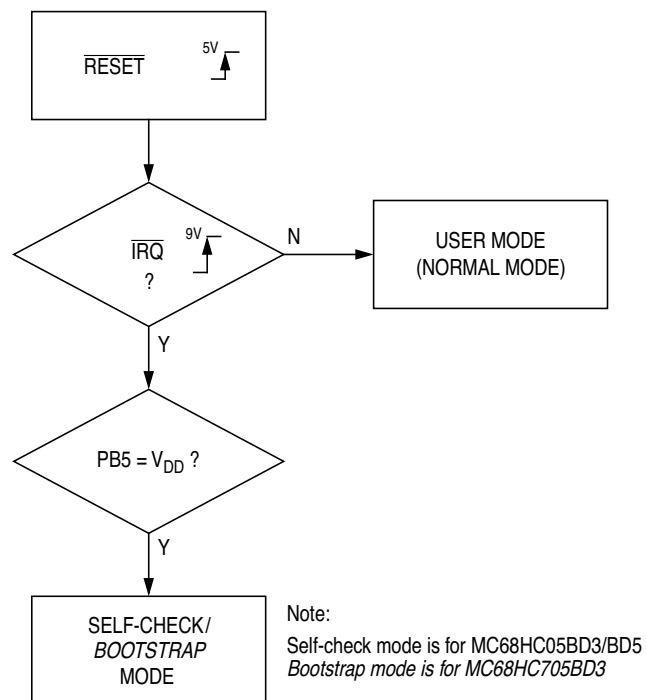 RESET 5V
IRQ 9V
?
N
USER MODE
(NORMAL MODE)
Y
PB5 = VDD ?
Y
SELF-CHECK/
BOOTSTRAP
MODE
Note:
Self-check mode is for MC68HC05BD3/BD5
Bootstrap mode is for MC68HC705BD3